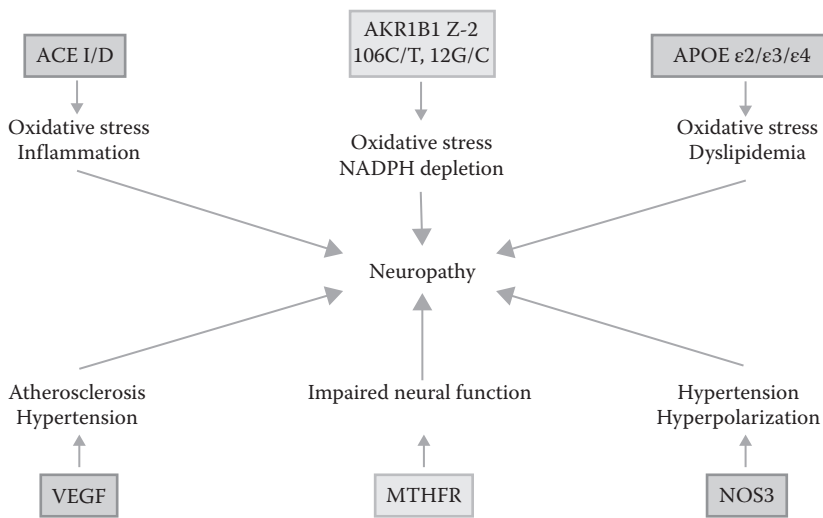 ACE I/D
AKR1B1 Z-2
106C/T, 12G/C
APOE ε2/ε3/ε4
Oxidative stress
Inflammation
Oxidative stress
NADPH depletion
Oxidative stress
Dyslipidemia
Neuropathy
Atherosclerosis
Hypertension
Impaired neural function
Hypertension
Hyperpolarization
VEGF
MTHFR
NOS3